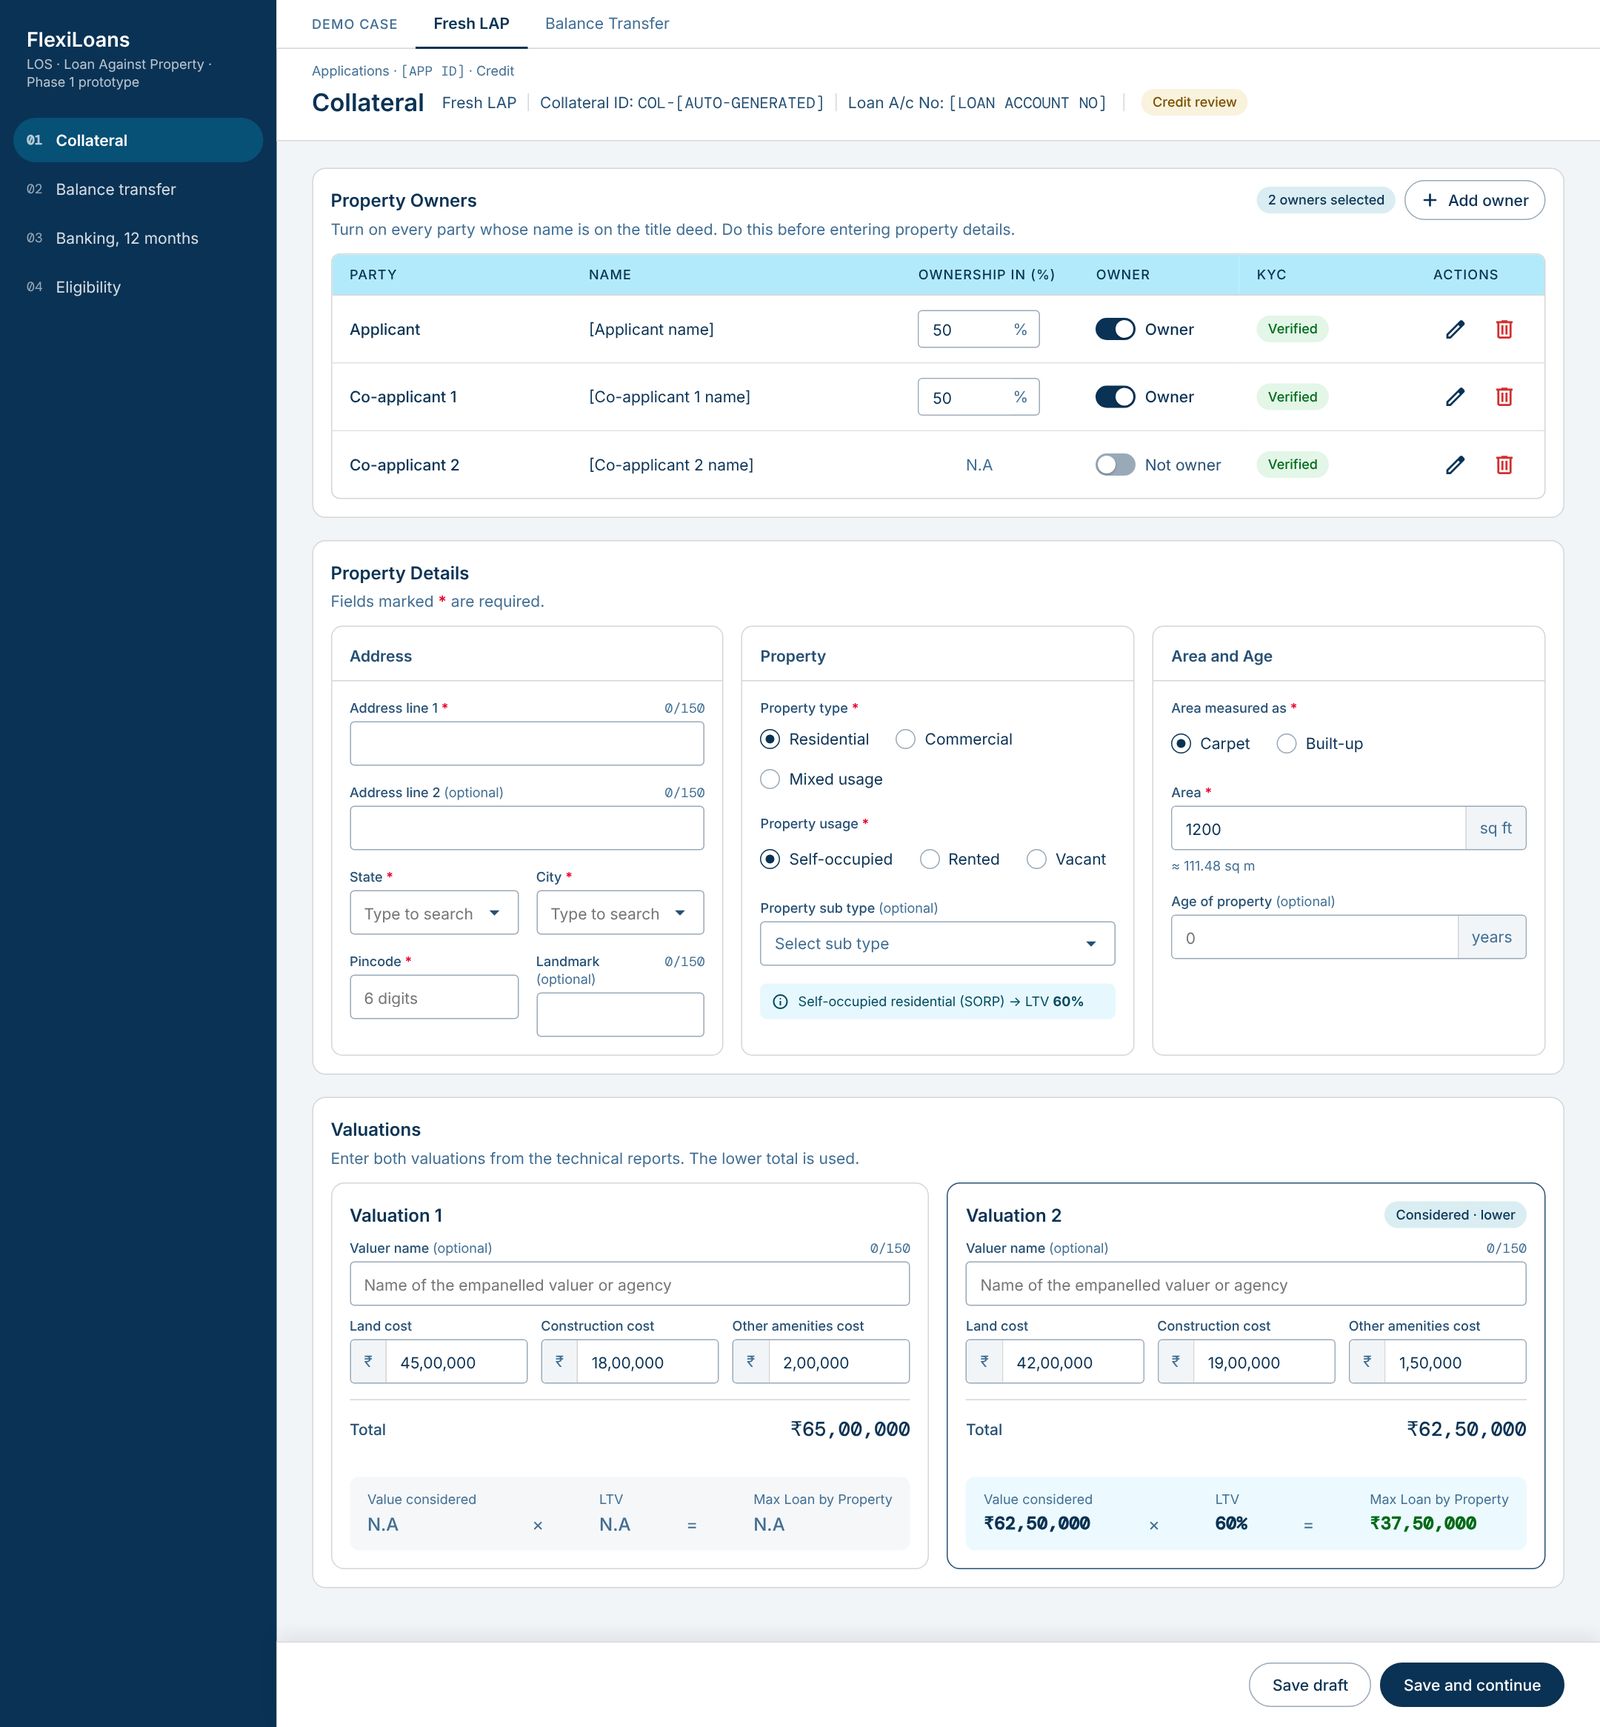 FlexiLoans
LOS · Loan Against Property ·
Phase 1 prototype
01 Collateral
02 Balance transfer
03 Banking, 12 months
04 Eligibility
DEMO CASE Fresh LAP Balance Transfer
Applications · [APP ID] · Credit
Collateral Fresh LAP Collateral ID: COL-[AUTO-GENERATED] Loan A/c No: [LOAN ACCOUNT NO] Credit review
Property Owners 2 owners selected + Add owner
Turn on every party whose name is on the title deed. Do this before entering property details.
PARTY NAME OWNERSHIP IN (%) OWNER KYC ACTIONS
Applicant [Applicant name] 50 % Owner Verified
Co-applicant 1 [Co-applicant 1 name] 50 % Owner Verified
Co-applicant 2 [Co-applicant 2 name] N.A Not owner Verified
Property Details
Fields marked * are required.
Address
Address line 1 * 0/150
Address line 2 (optional) 0/150
State * City *
Type to search Type to search
Pincode * Landmark 0/150
(optional)
6 digits
Property
Property type *
Residential Commercial
Mixed usage
Property usage *
Self-occupied Rented Vacant
Property sub type (optional)
Select sub type
Self-occupied residential (SORP) → LTV 60%
Area and Age
Area measured as *
Carpet Built-up
Area *
1200 sq ft
≈ 111.48 sq m
Age of property (optional)
0 years
Valuations
Enter both valuations from the technical reports. The lower total is used.
Valuation 1
Valuer name (optional) 0/150
Name of the empanelled valuer or agency
Land cost Construction cost Other amenities cost
₹ 45,00,000 ₹ 18,00,000 ₹ 2,00,000
Total ₹65,00,000
Value considered LTV Max Loan by Property
N.A × N.A = N.A
Valuation 2 Considered · lower
Valuer name (optional) 0/150
Name of the empanelled valuer or agency
Land cost Construction cost Other amenities cost
₹ 42,00,000 ₹ 19,00,000 ₹ 1,50,000
Total ₹62,50,000
Value considered LTV Max Loan by Property
₹62,50,000 × 60% = ₹37,50,000
Save draft Save and continue